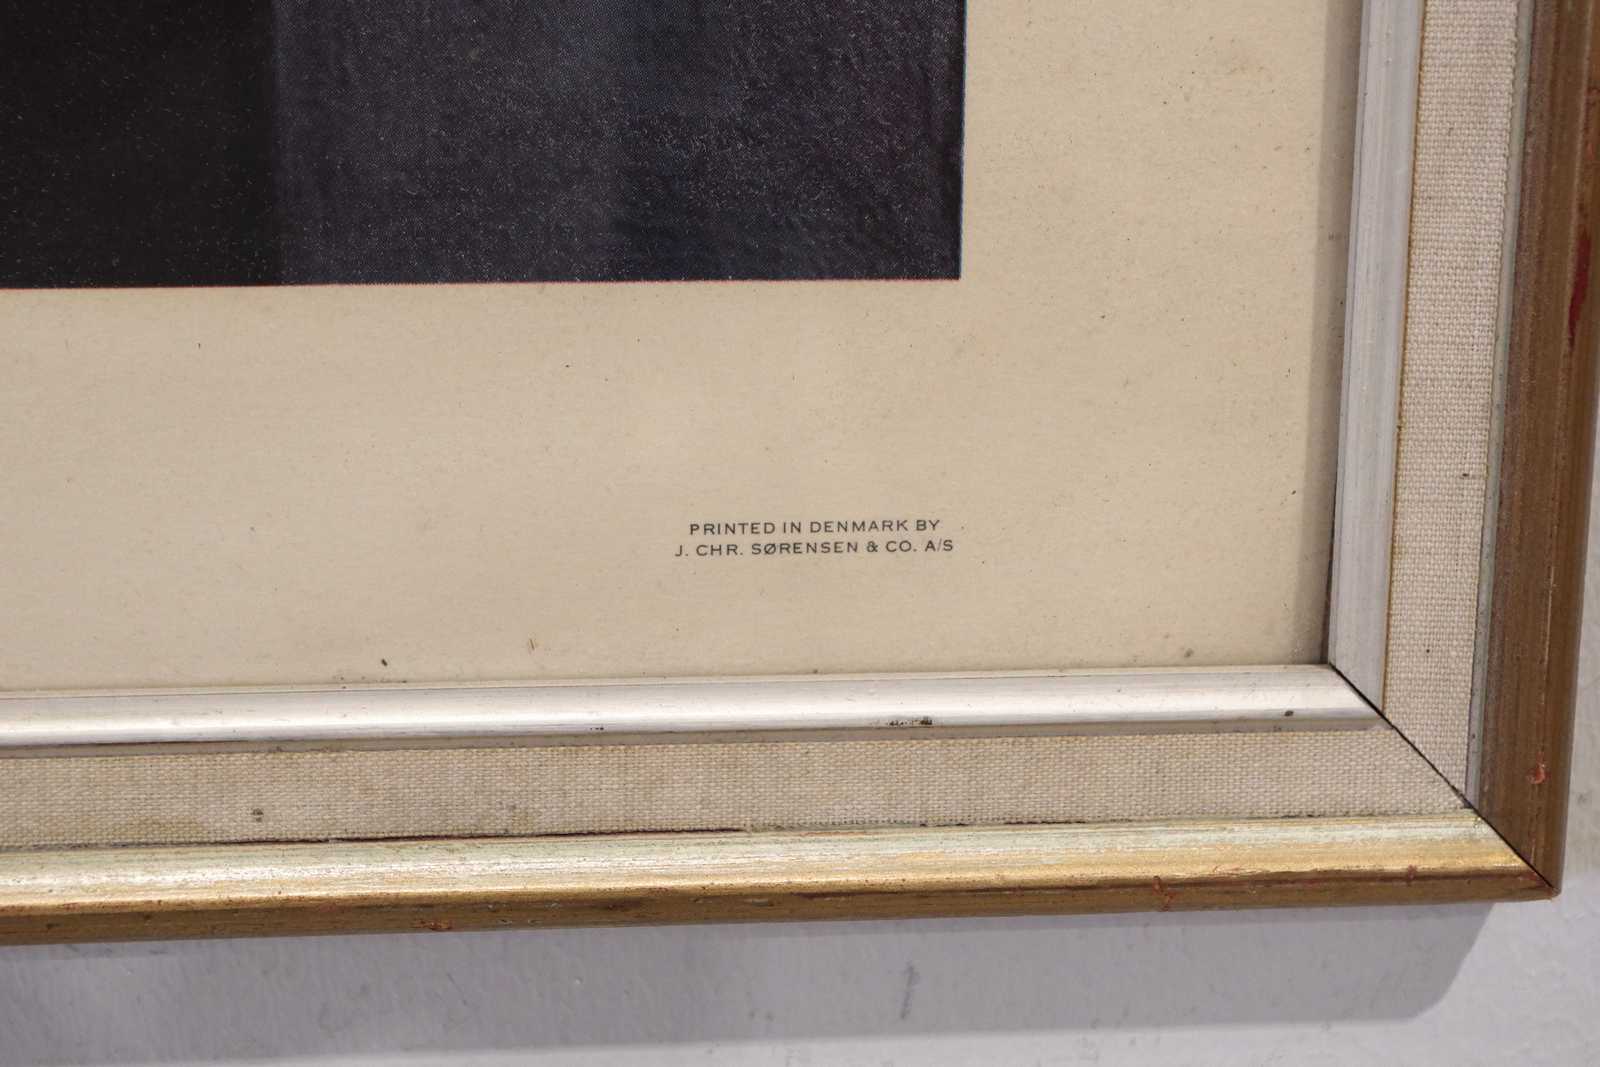 PRINTED IN DENMARK BY
J. CHR. SØRENSEN & CO. A/S